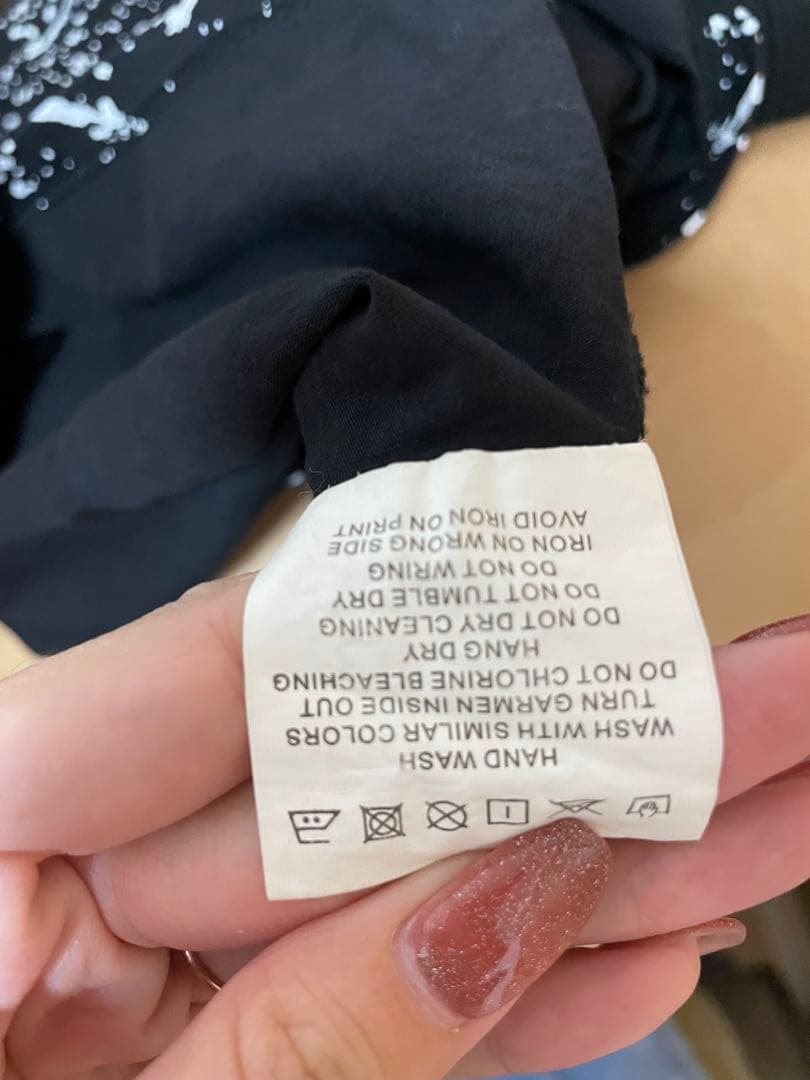 HAND WASH
WASH WITH SIMILAR COLORS
TURN GARMEN INSIDE OUT
DO NOT CHLORINE BLEACHING
HANG DRY
DO NOT DRY CLEANING
DO NOT TUMBLE DRY
DO NOT WRING
IRON ON WRONG SIDE
AVOID IRON ON PRINT